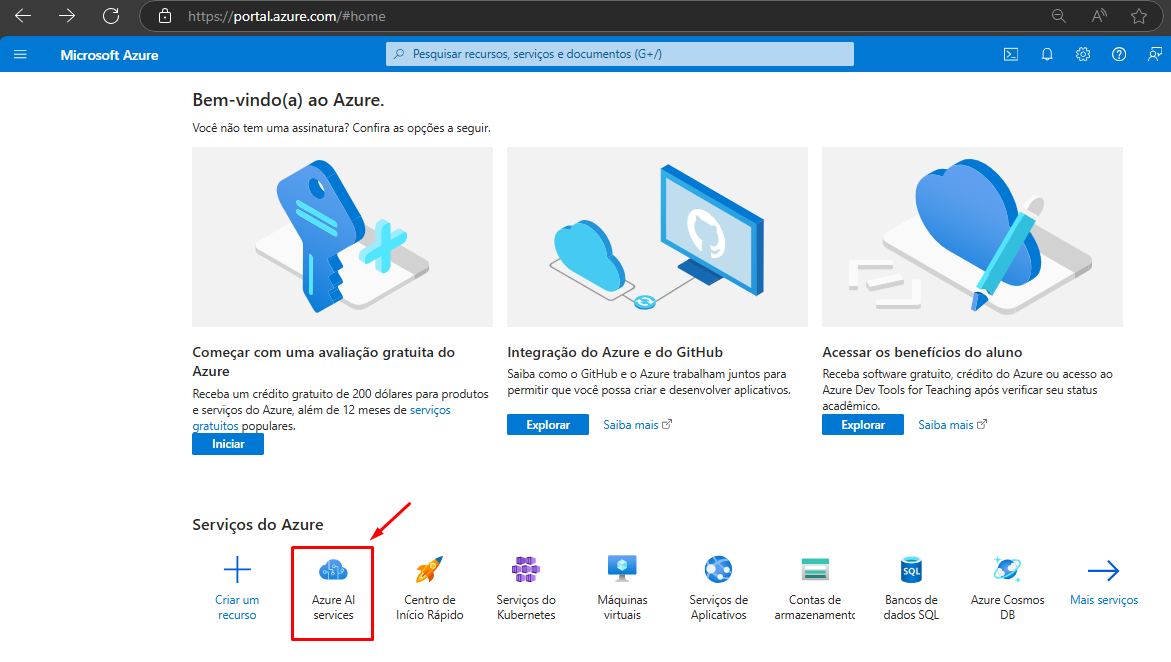 https://portal.azure.com/#home
Microsoft Azure
Pesquisar recursos, serviços e documentos (G+/)
Bem-vindo(a) ao Azure.
Você não tem uma assinatura? Confira as opções a seguir.
Começar com uma avaliação gratuita do
Azure
Receba um crédito gratuito de 200 dólares para produtos
e serviços do Azure, além de 12 meses de serviços
gratuitos populares.
Iniciar
Integração do Azure e do GitHub
Saiba como o GitHub e o Azure trabalham juntos para
permitir que você possa criar e desenvolver aplicativos.
Explorar
Saiba mais
Acessar os benefícios do aluno
Receba software gratuito, crédito do Azure ou acesso ao
Azure Dev Tools for Teaching após verificar seu status
acadêmico.
Explorar
Saiba mais
Serviços do Azure
Criar um
recurso
Azure AI
services
Centro de
Início Rápido
Serviços do
Kubernetes
Máquinas
virtuais
Serviços de
Aplicativos
Contas de
armazenamento
SQL
Bancos de
dados SQL
Azure Cosmos
DB
Mais serviços